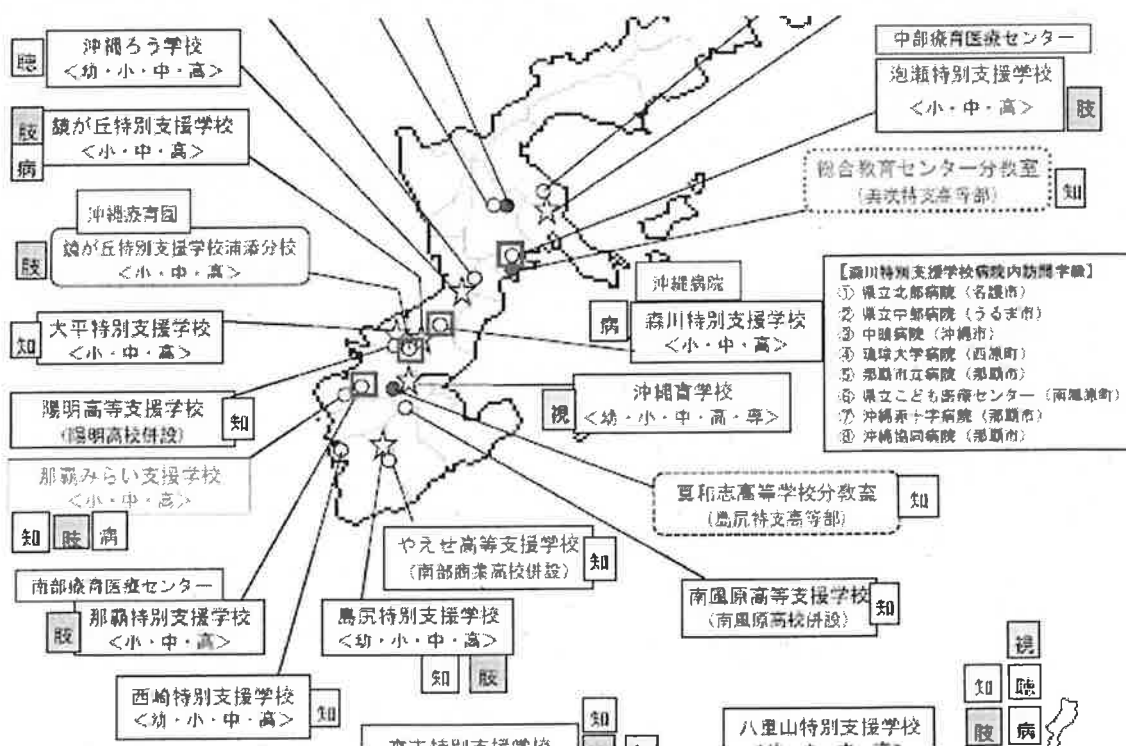 聴
沖縄ろう学校
<幼・小・中・高>
肢
病
鏡が丘特別支援学校
<小・中・高>
沖縄療育園
肢
鏡が丘特別支援学校浦添分校
<小・中・高>
知
大平特別支援学校
<小・中・高>
陽明高等支援学校
(陽明高校併設)
知
那覇みらい支援学校
<小・中・高>
知 肢 病
南部療育医療センター
肢
那覇特別支援学校
<小・中・高>
西崎特別支援学校
<幼・小・中・高>
知
島尻特別支援学校
<幼・小・中・高>
知 肢
やえせ高等支援学校
(南部商業高校併設)
知
中部療育医療センター
泡瀬特別支援学校
<小・中・高>
肢
総合教育センター分教室
(美咲特支高等部)
知
沖縄病院
病
森川特別支援学校
<小・中・高>
【森川特別支援学校病院内訪問学級】
① 県立北部病院（名護市）
② 県立中部病院（うるま市）
③ 中頭病院（沖縄市）
④ 琉球大学病院（西原町）
⑤ 那覇市立病院（那覇市）
⑥ 県立こども医療センター（南風原町）
⑦ 沖縄赤十字病院（那覇市）
⑧ 沖縄協同病院（那覇市）
視
沖縄盲学校
<幼・小・中・高・専>
真和志高等学校分教室
(島尻特支高等部)
知
南風原高等支援学校
(南風原高校併設)
知
知
八重山特別支援学校
視
知 聴
肢 病